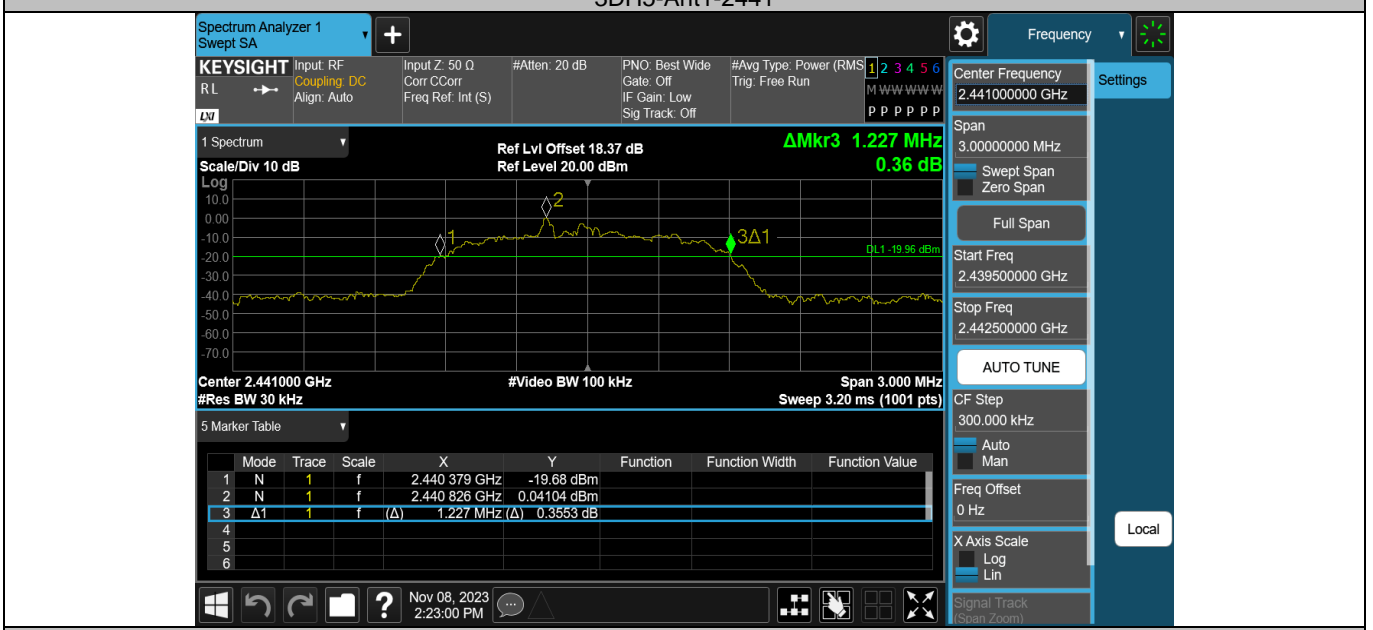 3DH5-Ant1-2441
Spectrum Analyzer 1
Swept SA
Frequency
KEYSIGHT
RL
LXI
Input: RF
Coupling: DC
Align: Auto
Input Z: 50 Ω
Corr CCorr
Freq Ref: Int (S)
#Atten: 20 dB
PNO: Best Wide
Gate: Off
IF Gain: Low
Sig Track: Off
#Avg Type: Power (RMS
Trig: Free Run
1 2 3 4 5 6
M W W W W W
P P P P P P
1 Spectrum
Scale/Div 10 dB
Ref Lvl Offset 18.37 dB
Ref Level 20.00 dBm
ΔMkr3 1.227 MHz
0.36 dB
Log
10.0
0.00
-10.0
-20.0
-30.0
-40.0
-50.0
-60.0
-70.0
1
2
3Δ1
DL1 -19.96 dBm
Center 2.441000 GHz
#Video BW 100 kHz
Span 3.000 MHz
#Res BW 30 kHz
Sweep 3.20 ms (1001 pts)
5 Marker Table
Mode Trace Scale X Y Function Function Width Function Value
1 N 1 f 2.440 379 GHz -19.68 dBm
2 N 1 f 2.440 826 GHz 0.04104 dBm
3 Δ1 1 f (Δ) 1.227 MHz (Δ) 0.3553 dB
4
5
6
Nov 08, 2023
2:23:00 PM
Center Frequency
2.441000000 GHz
Settings
Span
3.00000000 MHz
Swept Span
Zero Span
Full Span
Start Freq
2.439500000 GHz
Stop Freq
2.442500000 GHz
AUTO TUNE
CF Step
300.000 kHz
Auto
Man
Freq Offset
0 Hz
Local
X Axis Scale
Log
Lin
Signal Track
(Span Zoom)